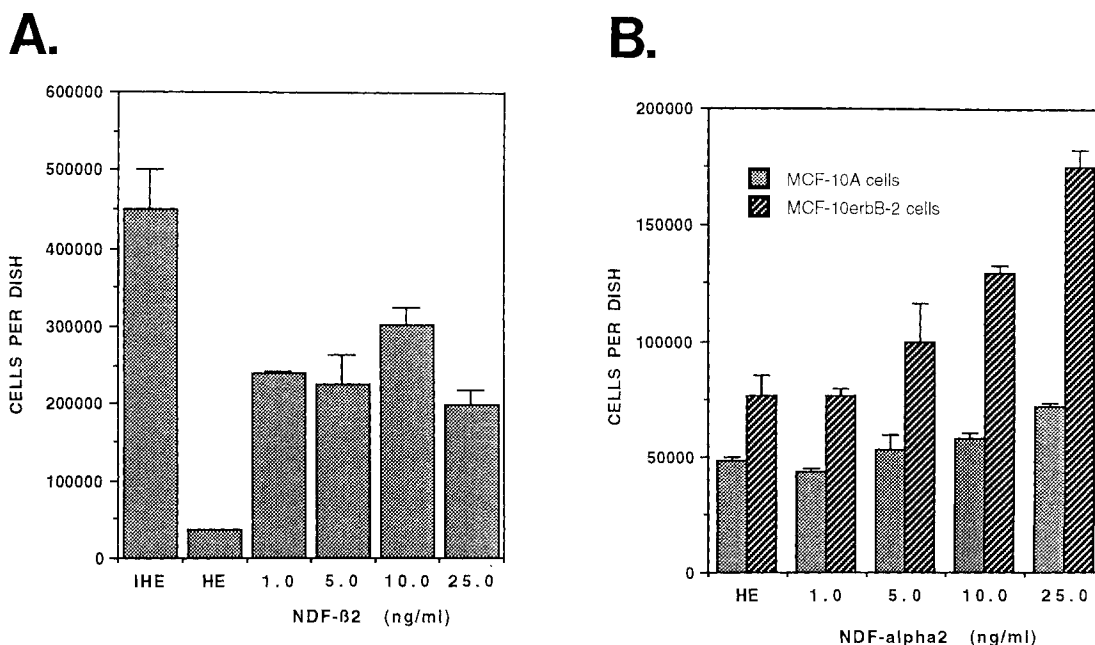 A.
600000
500000
400000
300000
200000
100000
0
CELLS PER DISH
IHE HE 1.0 5.0 10.0 25.0
NDF-ß2 (ng/ml)
B.
200000
150000
100000
50000
0
CELLS PER DISH
MCF-10A cells
MCF-10erbB-2 cells
HE 1.0 5.0 10.0 25.0
NDF-alpha2 (ng/ml)